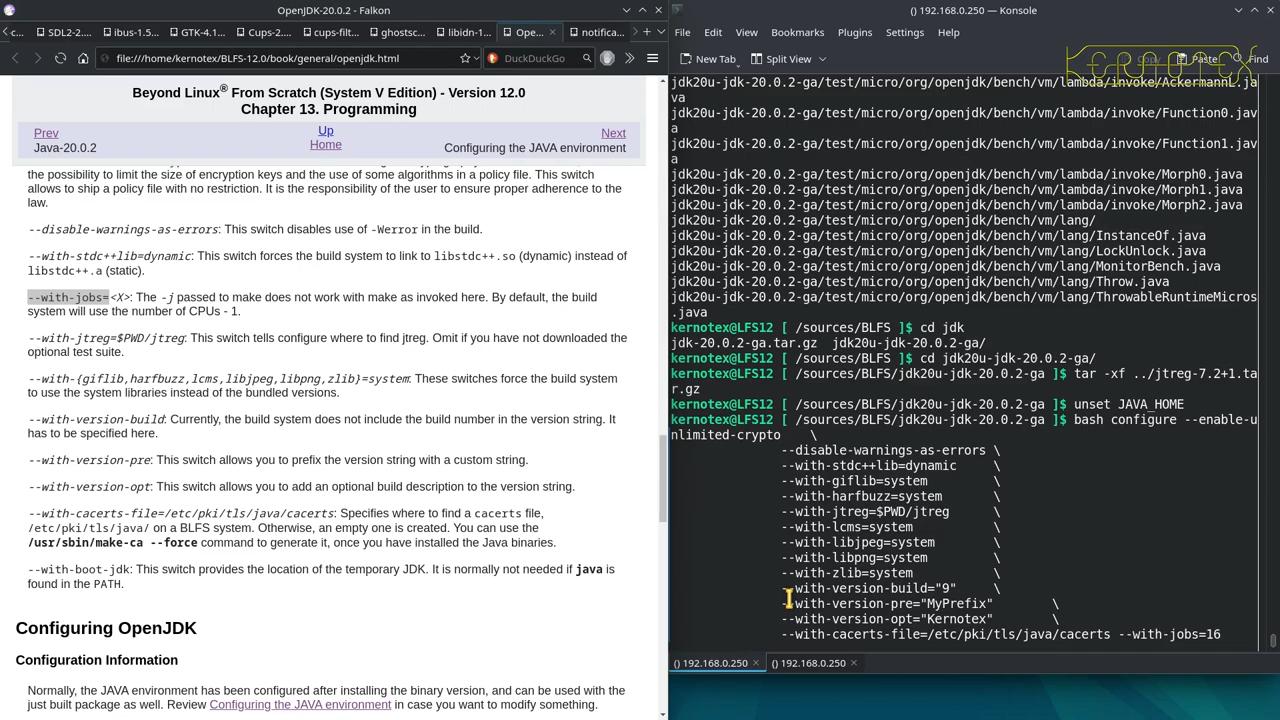 OpenJDK-20.0.2 — Falkon
c...
SDL2-2....
ibus-1.5...
GTK-4.1...
Cups-2....
cups-filt...
ghostsc...
libidn-1...
Ope...
notifica...
file:///home/kernotex/BLFS-12.0/book/general/openjdk.html
DuckDuckGo
Beyond Linux® From Scratch (System V Edition) - Version 12.0
Chapter 13. Programming
Prev
Up
Next
Java-20.0.2
Home
Configuring the JAVA environment
the possibility to limit the size of encryption keys and the use of some algorithms in a policy file. This switch
allows to ship a policy file with no restriction. It is the responsibility of the user to ensure proper adherence to the
law.
--disable-warnings-as-errors: This switch disables use of -Werror in the build.
--with-stdc++lib=dynamic: This switch forces the build system to link to libstdc++.so (dynamic) instead of
libstdc++.a (static).
--with-jobs=<X>: The -j passed to make does not work with make as invoked here. By default, the build
system will use the number of CPUs - 1.
--with-jtreg=$PWD/jtreg: This switch tells configure where to find jtreg. Omit if you have not downloaded the
optional test suite.
--with-{giflib,harfbuzz,lcms,libjpeg,libpng,zlib}=system: These switches force the build system
to use the system libraries instead of the bundled versions.
--with-version-build: Currently, the build system does not include the build number in the version string. It
has to be specified here.
--with-version-pre: This switch allows you to prefix the version string with a custom string.
--with-version-opt: This switch allows you to add an optional build description to the version string.
--with-cacerts-file=/etc/pki/tls/java/cacerts: Specifies where to find a cacerts file,
/etc/pki/tls/java/ on a BLFS system. Otherwise, an empty one is created. You can use the
/usr/sbin/make-ca --force command to generate it, once you have installed the Java binaries.
--with-boot-jdk: This switch provides the location of the temporary JDK. It is normally not needed if java is
found in the PATH.
Configuring OpenJDK
Configuration Information
Normally, the JAVA environment has been configured after installing the binary version, and can be used with the
just built package as well. Review Configuring the JAVA environment in case you want to modify something.
() 192.168.0.250 — Konsole
File Edit View Bookmarks Plugins Settings Help
New Tab
Split View
Copy
Paste
Find
Kernotex
jdk20u-jdk-20.0.2-ga/test/micro/org/openjdk/bench/vm/lambda/invoke/AckermannL.ja
va
jdk20u-jdk-20.0.2-ga/test/micro/org/openjdk/bench/vm/lambda/invoke/Function0.jav
a
jdk20u-jdk-20.0.2-ga/test/micro/org/openjdk/bench/vm/lambda/invoke/Function1.jav
a
jdk20u-jdk-20.0.2-ga/test/micro/org/openjdk/bench/vm/lambda/invoke/Morph0.java
jdk20u-jdk-20.0.2-ga/test/micro/org/openjdk/bench/vm/lambda/invoke/Morph1.java
jdk20u-jdk-20.0.2-ga/test/micro/org/openjdk/bench/vm/lambda/invoke/Morph2.java
jdk20u-jdk-20.0.2-ga/test/micro/org/openjdk/bench/vm/lang/
jdk20u-jdk-20.0.2-ga/test/micro/org/openjdk/bench/vm/lang/InstanceOf.java
jdk20u-jdk-20.0.2-ga/test/micro/org/openjdk/bench/vm/lang/LockUnlock.java
jdk20u-jdk-20.0.2-ga/test/micro/org/openjdk/bench/vm/lang/MonitorBench.java
jdk20u-jdk-20.0.2-ga/test/micro/org/openjdk/bench/vm/lang/Throw.java
jdk20u-jdk-20.0.2-ga/test/micro/org/openjdk/bench/vm/lang/ThrowableRuntimeMicros
.java
kernotex@LFS12 [ /sources/BLFS ]$ cd jdk
jdk-20.0.2-ga.tar.gz  jdk20u-jdk-20.0.2-ga/
kernotex@LFS12 [ /sources/BLFS ]$ cd jdk20u-jdk-20.0.2-ga/
kernotex@LFS12 [ /sources/BLFS/jdk20u-jdk-20.0.2-ga ]$ tar -xf ../jtreg-7.2+1.ta
r.gz
kernotex@LFS12 [ /sources/BLFS/jdk20u-jdk-20.0.2-ga ]$ unset JAVA_HOME
kernotex@LFS12 [ /sources/BLFS/jdk20u-jdk-20.0.2-ga ]$ bash configure --enable-u
nlimited-crypto    \
--disable-warnings-as-errors \
--with-stdc++lib=dynamic     \
--with-giflib=system         \
--with-harfbuzz=system       \
--with-jtreg=$PWD/jtreg      \
--with-lcms=system           \
--with-libjpeg=system        \
--with-libpng=system         \
--with-zlib=system           \
--with-version-build="9"     \
--with-version-pre="MyPrefix"        \
--with-version-opt="Kernotex"        \
--with-cacerts-file=/etc/pki/tls/java/cacerts --with-jobs=16
() 192.168.0.250
() 192.168.0.250